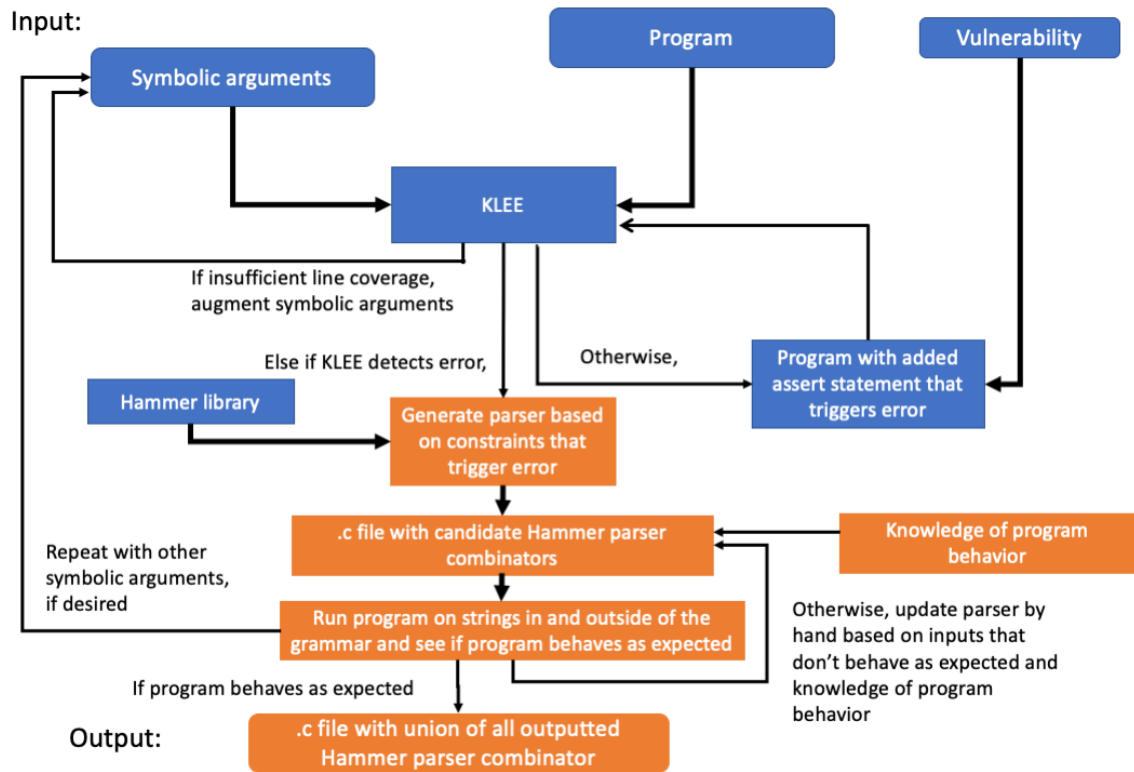 Input:
Symbolic arguments
Program
Vulnerability
KLEE
If insufficient line coverage,
augment symbolic arguments
Else if KLEE detects error,
Otherwise,
Program with added
assert statement that
triggers error
Hammer library
Generate parser based
on constraints that
trigger error
.c file with candidate Hammer parser
combinators
Knowledge of program
behavior
Repeat with other
symbolic arguments,
if desired
Run program on strings in and outside of the
grammar and see if program behaves as expected
Otherwise, update parser by
hand based on inputs that
don’t behave as expected and
knowledge of program
behavior
If program behaves as expected
Output:
.c file with union of all outputted
Hammer parser combinator